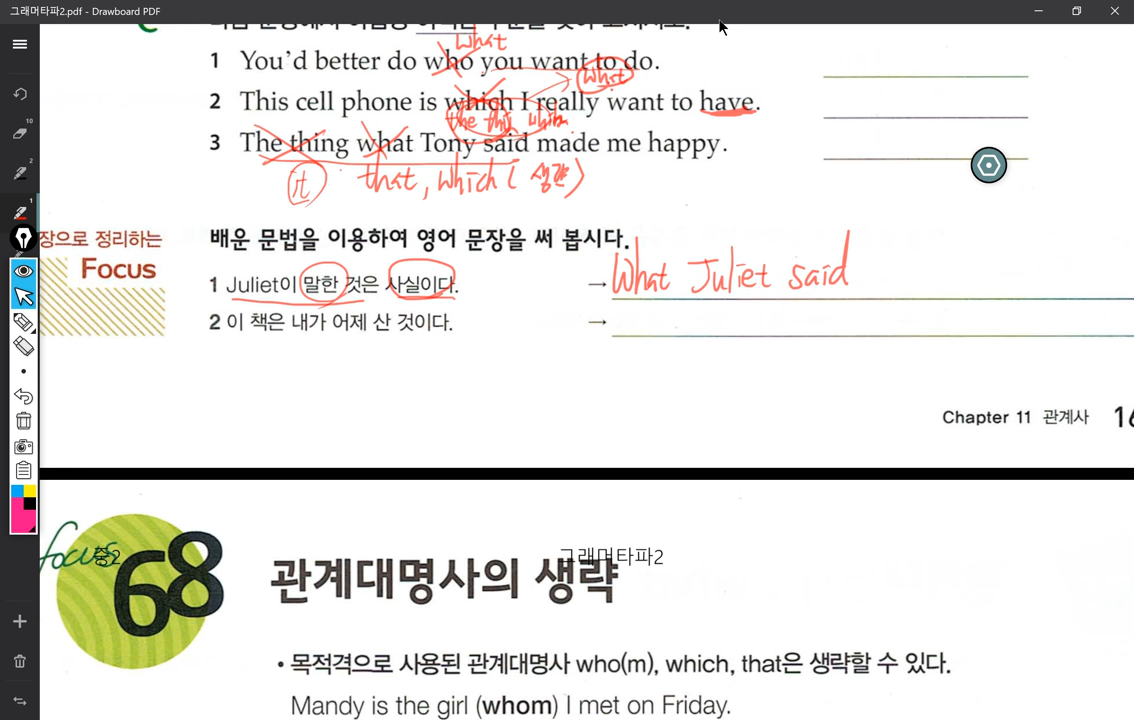 그래머타파2.pdf - Drawboard PDF
what
1 You'd better do who you want to do.
what
2 This cell phone is which I really want to have.
the
3 The thing what Tony said made me happy.
it that, which (생략)
장으로 정리하는
Focus
배운 문법을 이용하여 영어 문장을 써 봅시다.
1 Juliet이 말한 것은 사실이다. → What Juliet said
2 이 책은 내가 어제 산 것이다. →
Chapter 11 관계사
focus
중2
68
그래머타파2
관계대명사의 생략
• 목적격으로 사용된 관계대명사 who(m), which, that은 생략할 수 있다.
Mandy is the girl (whom) I met on Friday.
10
2
1